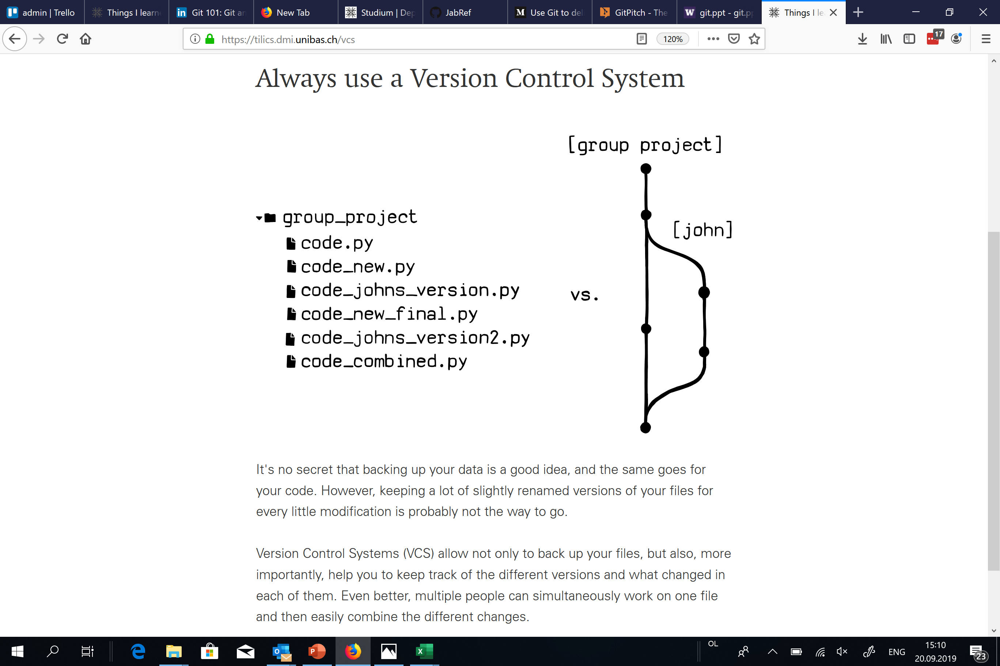 admin | Trello
Things I learn
Git 101: Git an
New Tab
Studium | Dep
JabRef
Use Git to del
GitPitch - The
git.ppt - git.pp
Things I le
https://tilics.dmi.unibas.ch/vcs
120%
17
Always use a Version Control System
[group project]
group_project
[john]
code.py
code_new.py
code_johns_version.py
vs.
code_new_final.py
code_johns_version2.py
code_combined.py
It's no secret that backing up your data is a good idea, and the same goes for
your code. However, keeping a lot of slightly renamed versions of your files for
every little modification is probably not the way to go.
Version Control Systems (VCS) allow not only to back up your files, but also, more
importantly, help you to keep track of the different versions and what changed in
each of them. Even better, multiple people can simultaneously work on one file
and then easily combine the different changes.
OL
ENG
15:10
20.09.2019
23